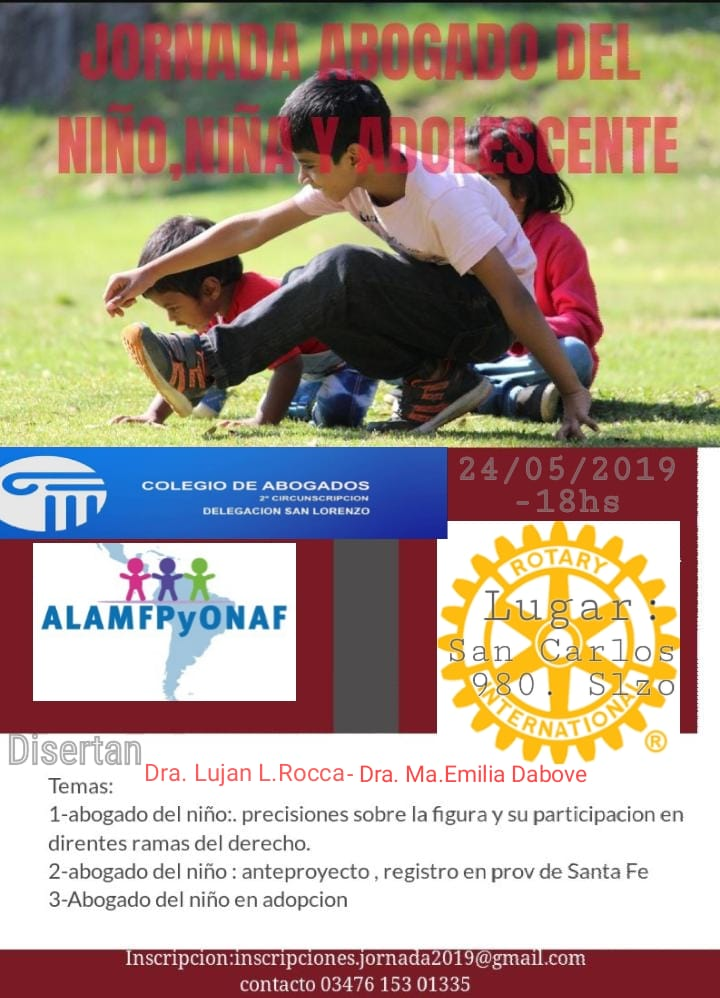 JORNADA ABOGADO DEL
NIÑO,NIÑA Y ADOLESCENTE
COLEGIO DE ABOGADOS
2ª CIRCUNSCRIPCION
DELEGACION SAN LORENZO
24/05/2019
-18hs
ALAMFPyONAF
ROTARY
INTERNATIONAL
®
Lugar:
San Carlos
980. Slzo
Disertan
Dra. Lujan L.Rocca- Dra. Ma.Emilia Dabove
Temas:
1-abogado del niño:. precisiones sobre la figura y su participacion en
direntes ramas del derecho.
2-abogado del niño : anteproyecto , registro en prov de Santa Fe
3-Abogado del niño en adopcion
Inscripcion:inscripciones.jornada2019@gmail.com
contacto 03476 153 01335